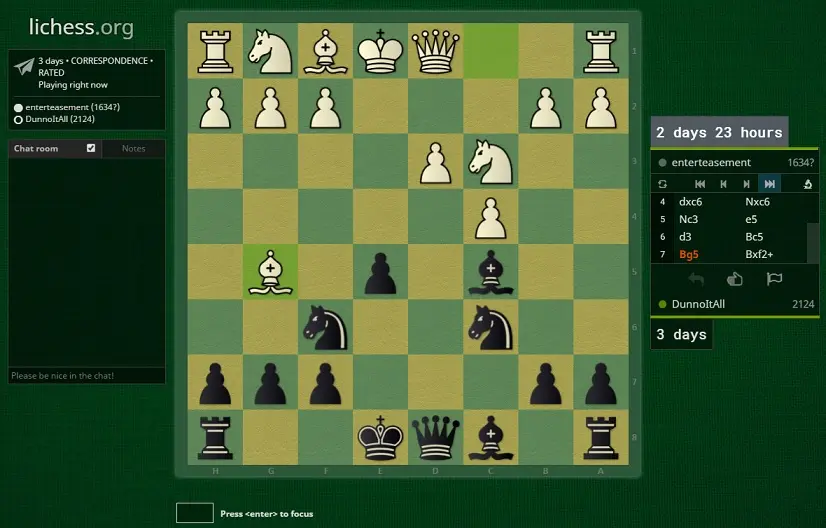 lichess.org
3 days • CORRESPONDENCE •
RATED
Playing right now
enterteasement (1634?)
DunnoItAll (2124)
Chat room
Notes
Please be nice in the chat!
1
2
3
4
5
6
7
8
H G F E D C B A
Press <enter> to focus
2 days 23 hours
enterteasement 1634?
4 dxc6 Nxc6
5 Nc3 e5
6 d3 Bc5
7 Bg5 Bxf2+
DunnoItAll 2124
3 days